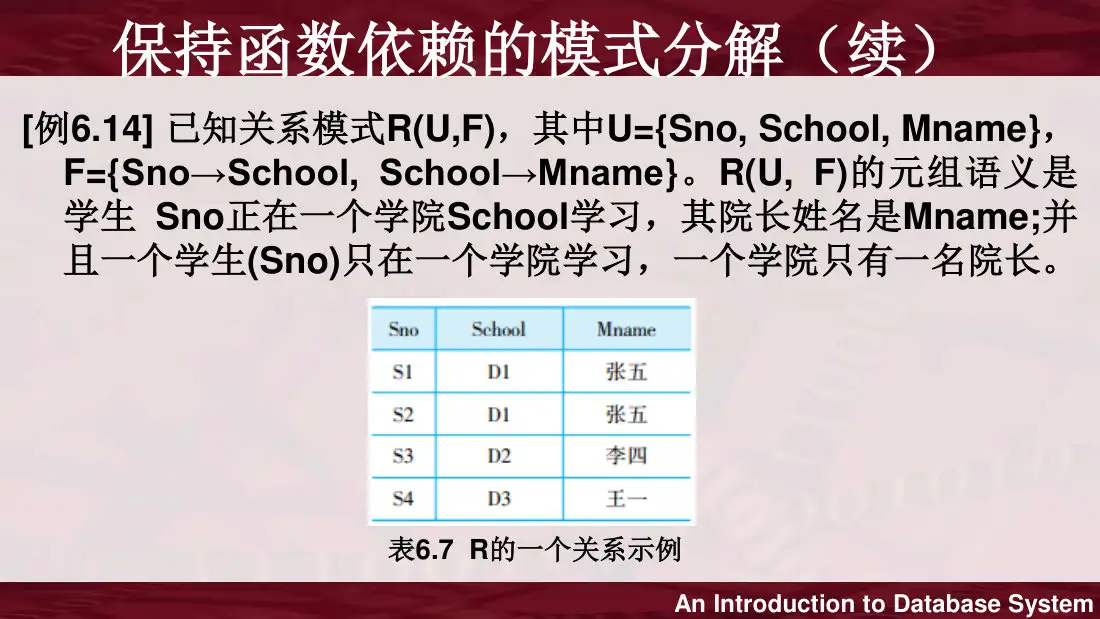 保持函数依赖的模式分解（续）
[例6.14] 已知关系模式R(U,F)，其中U={Sno, School, Mname}，
F={Sno→School, School→Mname}。R(U, F)的元组语义是
学生 Sno正在一个学院School学习，其院长姓名是Mname;并
且一个学生(Sno)只在一个学院学习，一个学院只有一名院长。
Sno School Mname
S1 D1 张五
S2 D1 张五
S3 D2 李四
S4 D3 王一
表6.7 R的一个关系示例
An Introduction to Database System